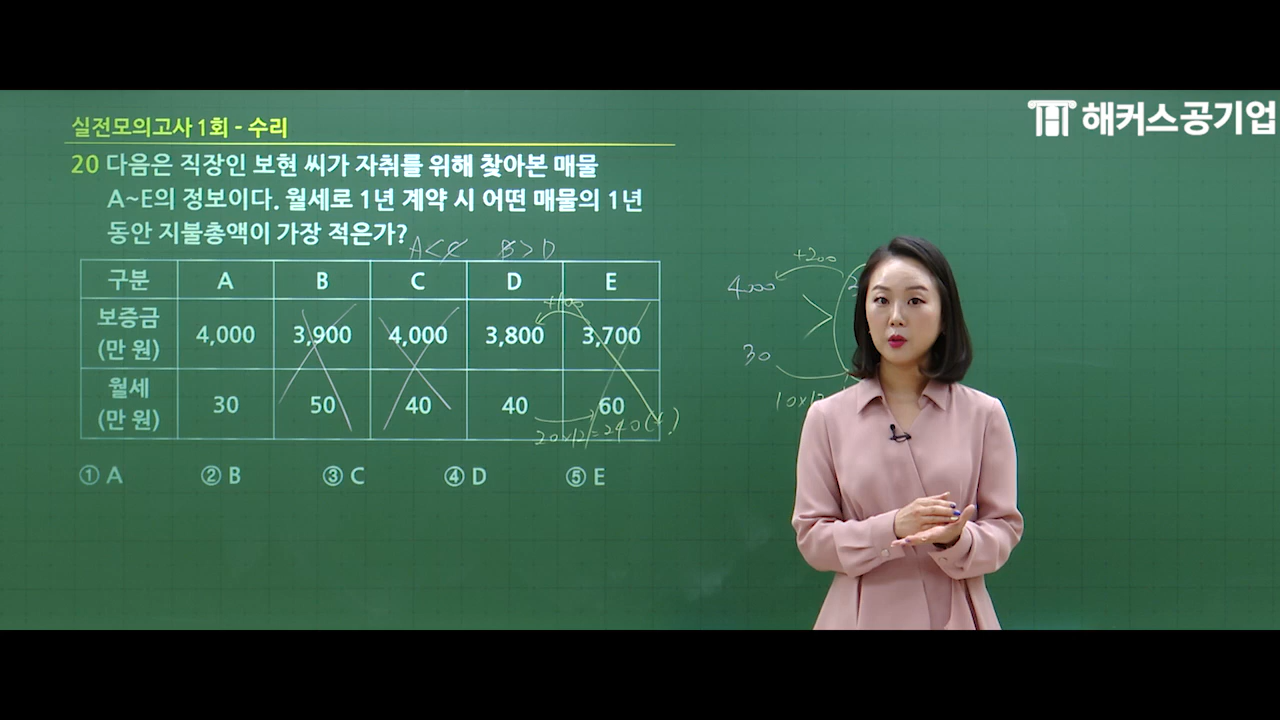 해커스공기업
실전모의고사 1회 - 수리
20 다음은 직장인 보현 씨가 자취를 위해 찾아본 매물
A~E의 정보이다. 월세로 1년 계약 시 어떤 매물의 1년
동안 지불총액이 가장 적은가?
A<C B>D
구분 A B C D E
+100
보증금
(만 원) 4,000 3,900 4,000 3,800 3,700
월세
(만 원) 30 50 40 40 60
20×12=240(+.)
① A ② B ③ C ④ D ⑤ E
+200
4000
>
30
10×12